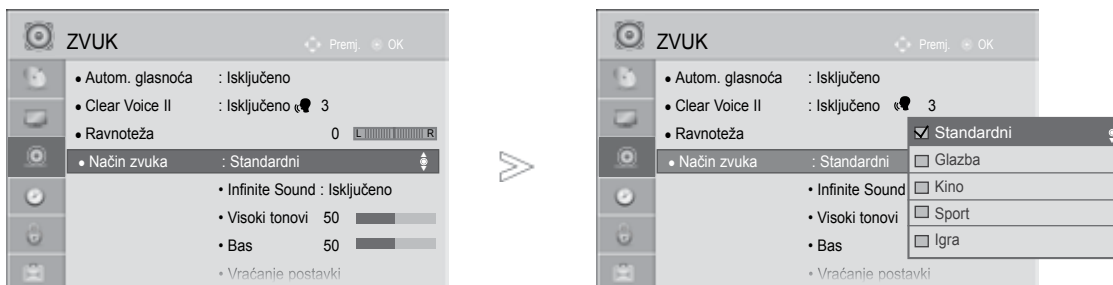 ZVUK
Premj. OK
• Autom. glasnoća : Isključeno
• Clear Voice II : Isključeno 3
• Ravnoteža 0 L R
• Način zvuka : Standardni
• Infinite Sound : Isključeno
• Visoki tonovi 50
• Bas 50
• Vraćanje postavki
ZVUK
Premj. OK
• Autom. glasnoća : Isključeno
• Clear Voice II : Isključeno 3
• Ravnoteža
• Način zvuka : Standardni
• Infinite Sound
• Visoki tonovi
• Bas
• Vraćanje postavki
Standardni
Glazba
Kino
Sport
Igra